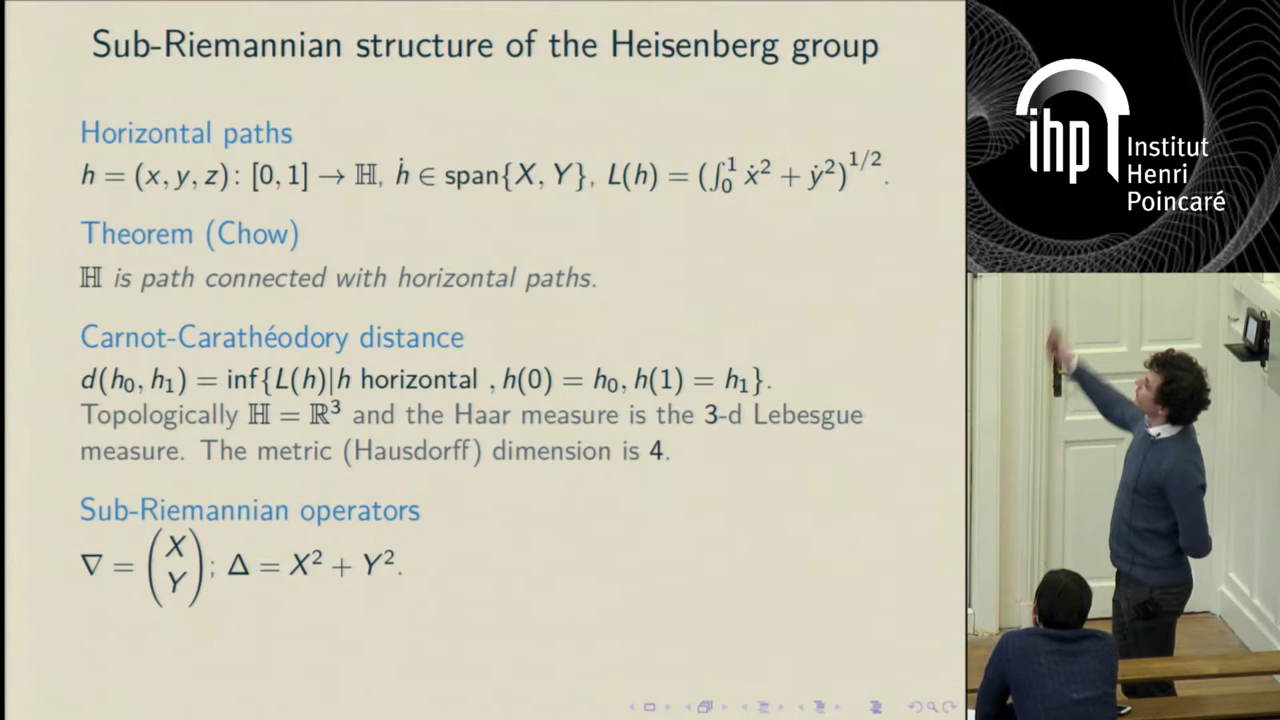 Sub-Riemannian structure of the Heisenberg group
Horizontal paths
h = (x, y, z): [0, 1] → ℍ, ḣ ∈ span{X, Y}, L(h) = (∫₀¹ ẋ² + ẏ²)^{1/2}.
Theorem (Chow)
ℍ is path connected with horizontal paths.
Carnot-Carathéodory distance
d(h₀, h₁) = inf{L(h)|h horizontal , h(0) = h₀, h(1) = h₁}.
Topologically ℍ = ℝ³ and the Haar measure is the 3-d Lebesgue
measure. The metric (Hausdorff) dimension is 4.
Sub-Riemannian operators
∇ = (X Y); Δ = X² + Y².
ihp
Institut
Henri
Poincaré